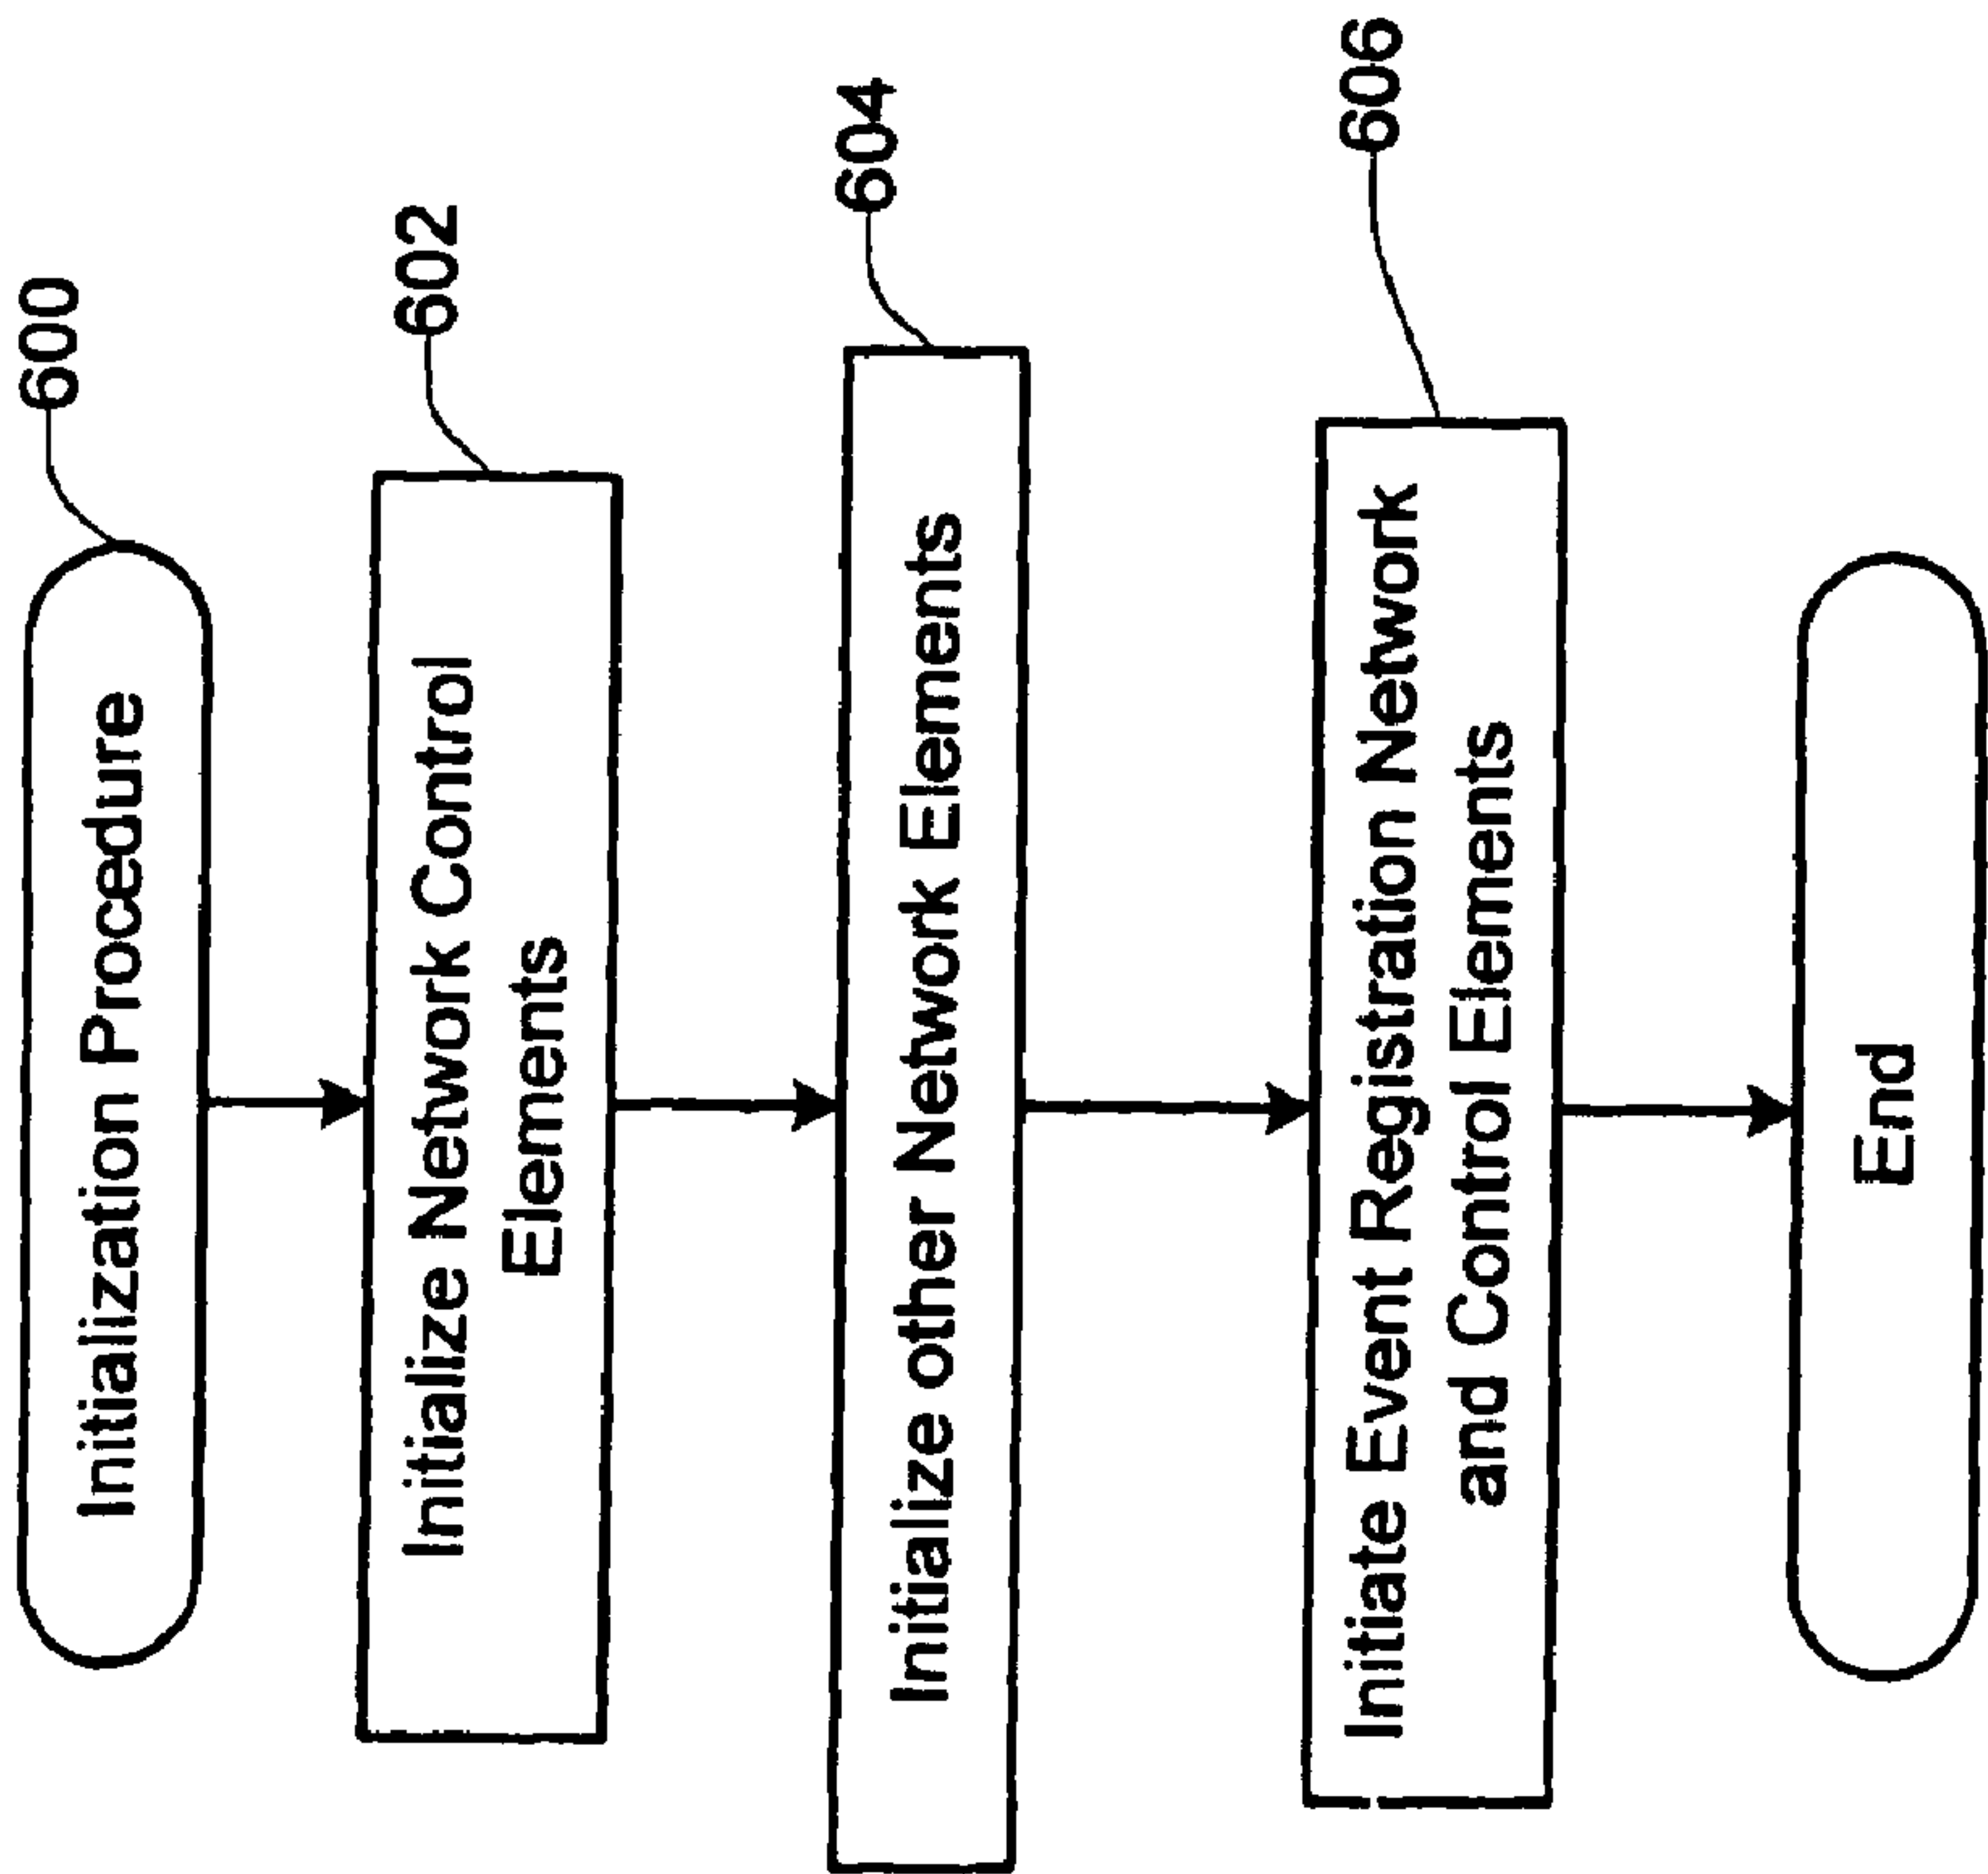 600
Initialization Procedure
602
Initialize Network Control
Elements
604
Initialize other Network Elements
606
Initiate Event Registration Network
and Control Elements
End